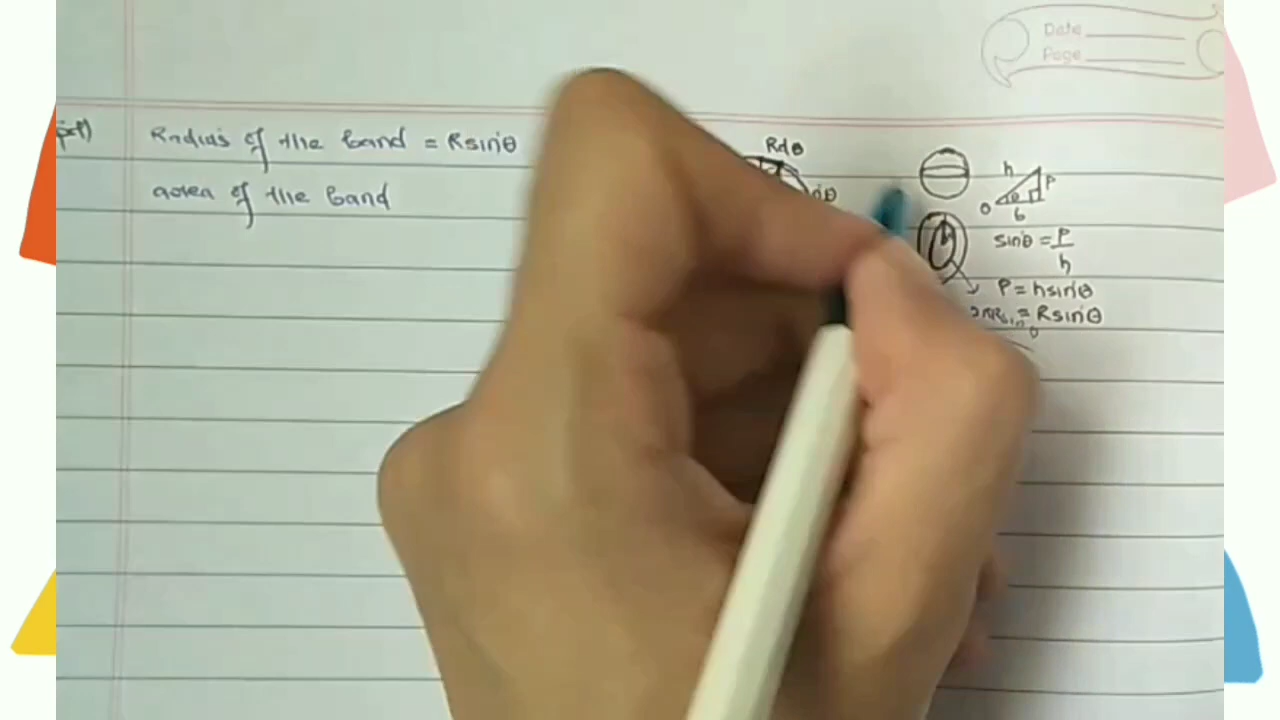 Date
Page
Radius of the band = Rsinθ
area of the band
Rdθ
h
P
θ
O
b
sinθ = P/h
P = hsinθ
= Rsinθ